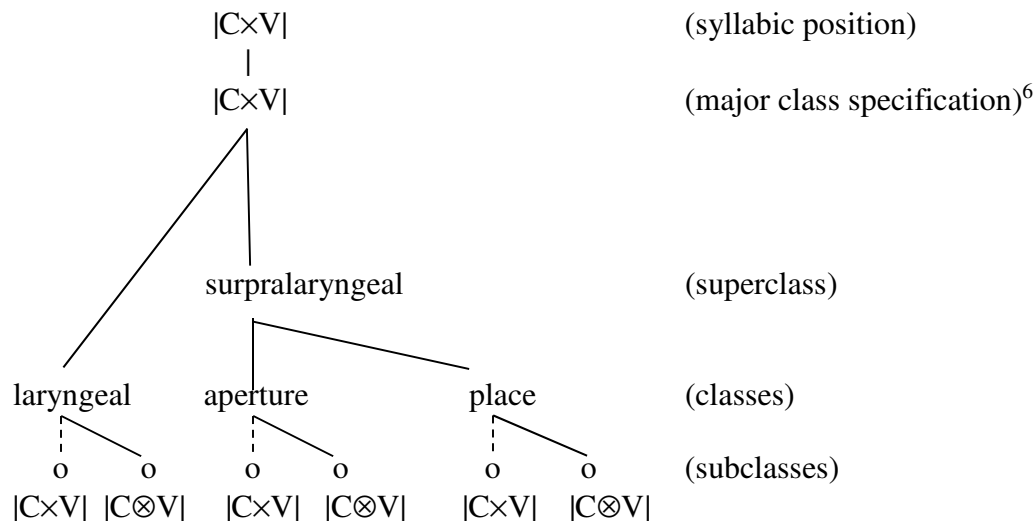 |C×V| (syllabic position)
|C×V| (major class specification)⁶
surpralaryngeal (superclass)
laryngeal aperture place (classes)
o o o o o o (subclasses)
|C×V| |C⊗V| |C×V| |C⊗V| |C×V| |C⊗V|